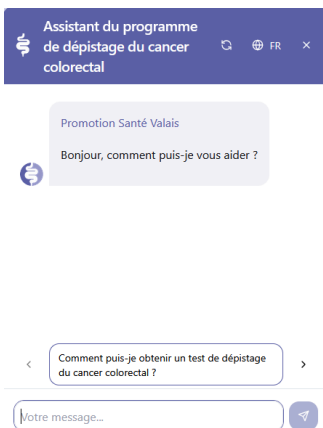 Assistant du programme
de dépistage du cancer
colorectal
FR
Promotion Santé Valais
Bonjour, comment puis-je vous aider ?
Comment puis-je obtenir un test de dépistage
du cancer colorectal ?
Votre message...